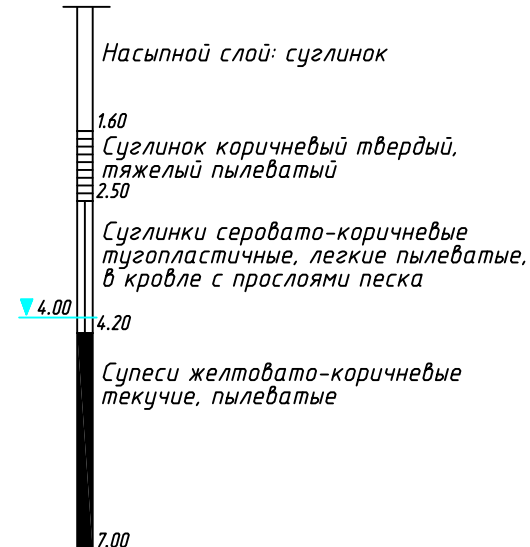 Насыпной слой: суглинок
1.60
Суглинок коричневый твердый,
тяжелый пылеватый
2.50
Суглинки серовато-коричневые
тугопластичные, легкие пылеватые,
в кровле с прослоями песка
4.00
4.20
Супеси желтовато-коричневые
текучие, пылеватые
7.00